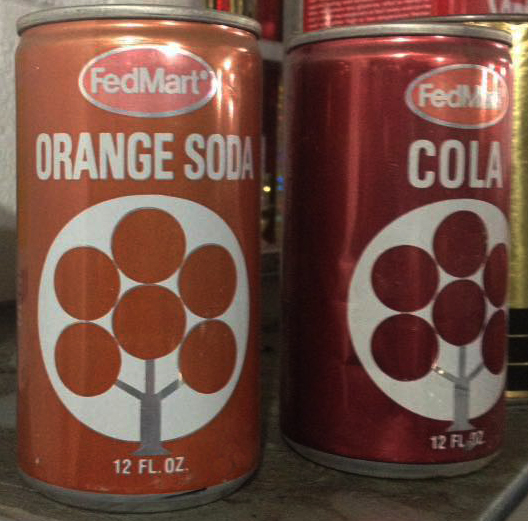 FedMart
ORANGE SODA
12 FL. OZ.
FedMart
COLA
12 FL. OZ.